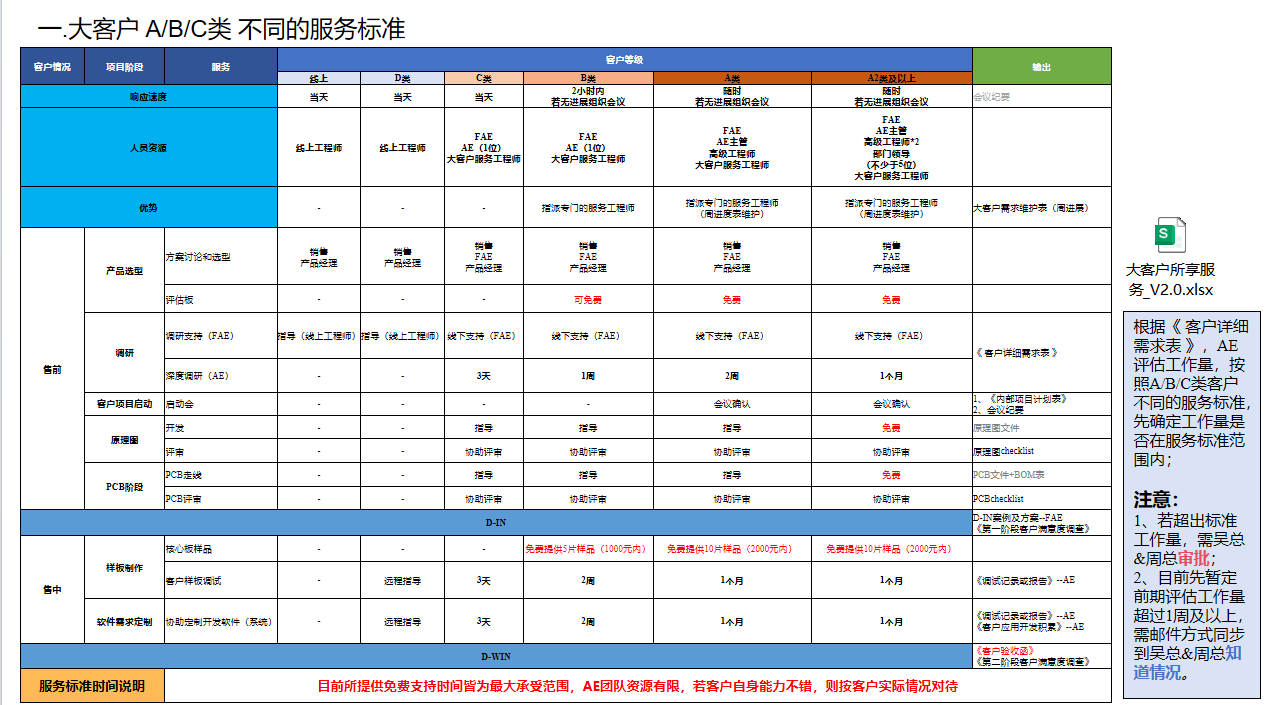 一.大客户 A/B/C类 不同的服务标准
客户情况 项目阶段 服务 客户等级 输出
线上 D类 C类 B类 A类 A2类及以上
响应速度 当天 当天 当天 2小时内 随时 随时 会议纪要
若无进展组织会议 若无进展组织会议 若无进展组织会议
人员资源 线上工程师 线上工程师
FAE
AE（1位）
大客户服务工程师
FAE
AE（1位）
大客户服务工程师
FAE
AE主管
高级工程师
大客户服务工程师
FAE
AE主管
高级工程师*2
部门领导
（不少于5位）
大客户服务工程师
优势 - - - 指派专门的服务工程师
指派专门的服务工程师
（周进度表维护）
指派专门的服务工程师
（周进度表维护）
大客户需求维护表（周进展）
售前
产品选型
方案讨论和选型
销售
产品经理
销售
产品经理
销售
FAE
产品经理
销售
FAE
产品经理
销售
FAE
产品经理
销售
FAE
产品经理
评估板 - - - 可免费 免费 免费
调研
调研支持（FAE） 指导（线上工程师） 指导（线上工程师） 线下支持（FAE） 线下支持（FAE） 线下支持（FAE） 线下支持（FAE）
《 客户详细需求表 》
深度调研（AE） - - 3天 1周 2周 1个月
客户项目启动 启动会 - - - - 会议确认 会议确认
1、《内部项目计划表》
2、会议纪要
原理图
开发 - - 指导 指导 指导 免费 原理图文件
评审 - - 协助评审 协助评审 协助评审 协助评审 原理图checklist
PCB阶段
PCB走线 - - 指导 指导 指导 免费 PCB文件+BOM表
PCB评审 - - 协助评审 协助评审 协助评审 协助评审 PCBchecklist
D-IN
D-IN案例及方案--FAE
《第一阶段客户满意度调查》
售中
样板制作
核心板样品 - - - 免费提供5片样品（1000元内） 免费提供10片样品（2000元内） 免费提供10片样品（2000元内）
客户样板调试 - 远程指导 3天 2周 1个月 1个月 《调试记录或报告》--AE
软件需求定制 协助定制开发软件（系统） - 远程指导 3天 2周 1个月 1个月
《调试记录或报告》--AE
《客户应用开发积累》--AE
D-WIN
《客户验收函》
《第二阶段客户满意度调查》
服务标准时间说明 目前所提供免费支持时间皆为最大承受范围，AE团队资源有限，若客户自身能力不错，则按客户实际情况对待
S
大客户所享服
务_V2.0.xlsx
根据《 客户详细
需求表 》，AE
评估工作量，按
照A/B/C类客户
不同的服务标准，
先确定工作量是
否在服务标准范
围内；
注意：
1、若超出标准
工作量，需吴总
&周总审批；
2、目前先暂定
前期评估工作量
超过1周及以上，
需邮件方式同步
到吴总&周总知
道情况。